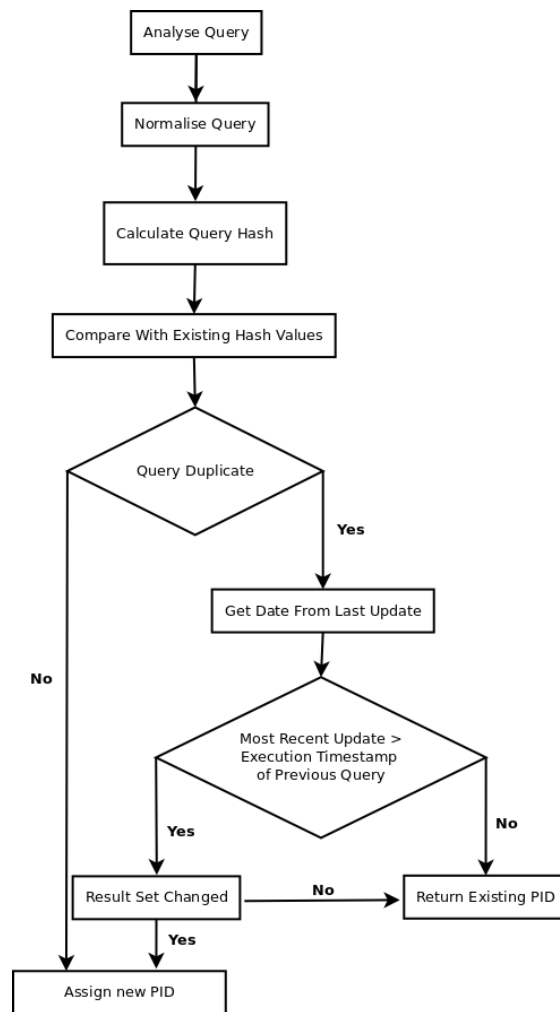 Analyse Query
Normalise Query
Calculate Query Hash
Compare With Existing Hash Values
Query Duplicate
Yes
Get Date From Last Update
No
Most Recent Update >
Execution Timestamp
of Previous Query
Yes
No
Result Set Changed
No
Return Existing PID
Yes
Assign new PID